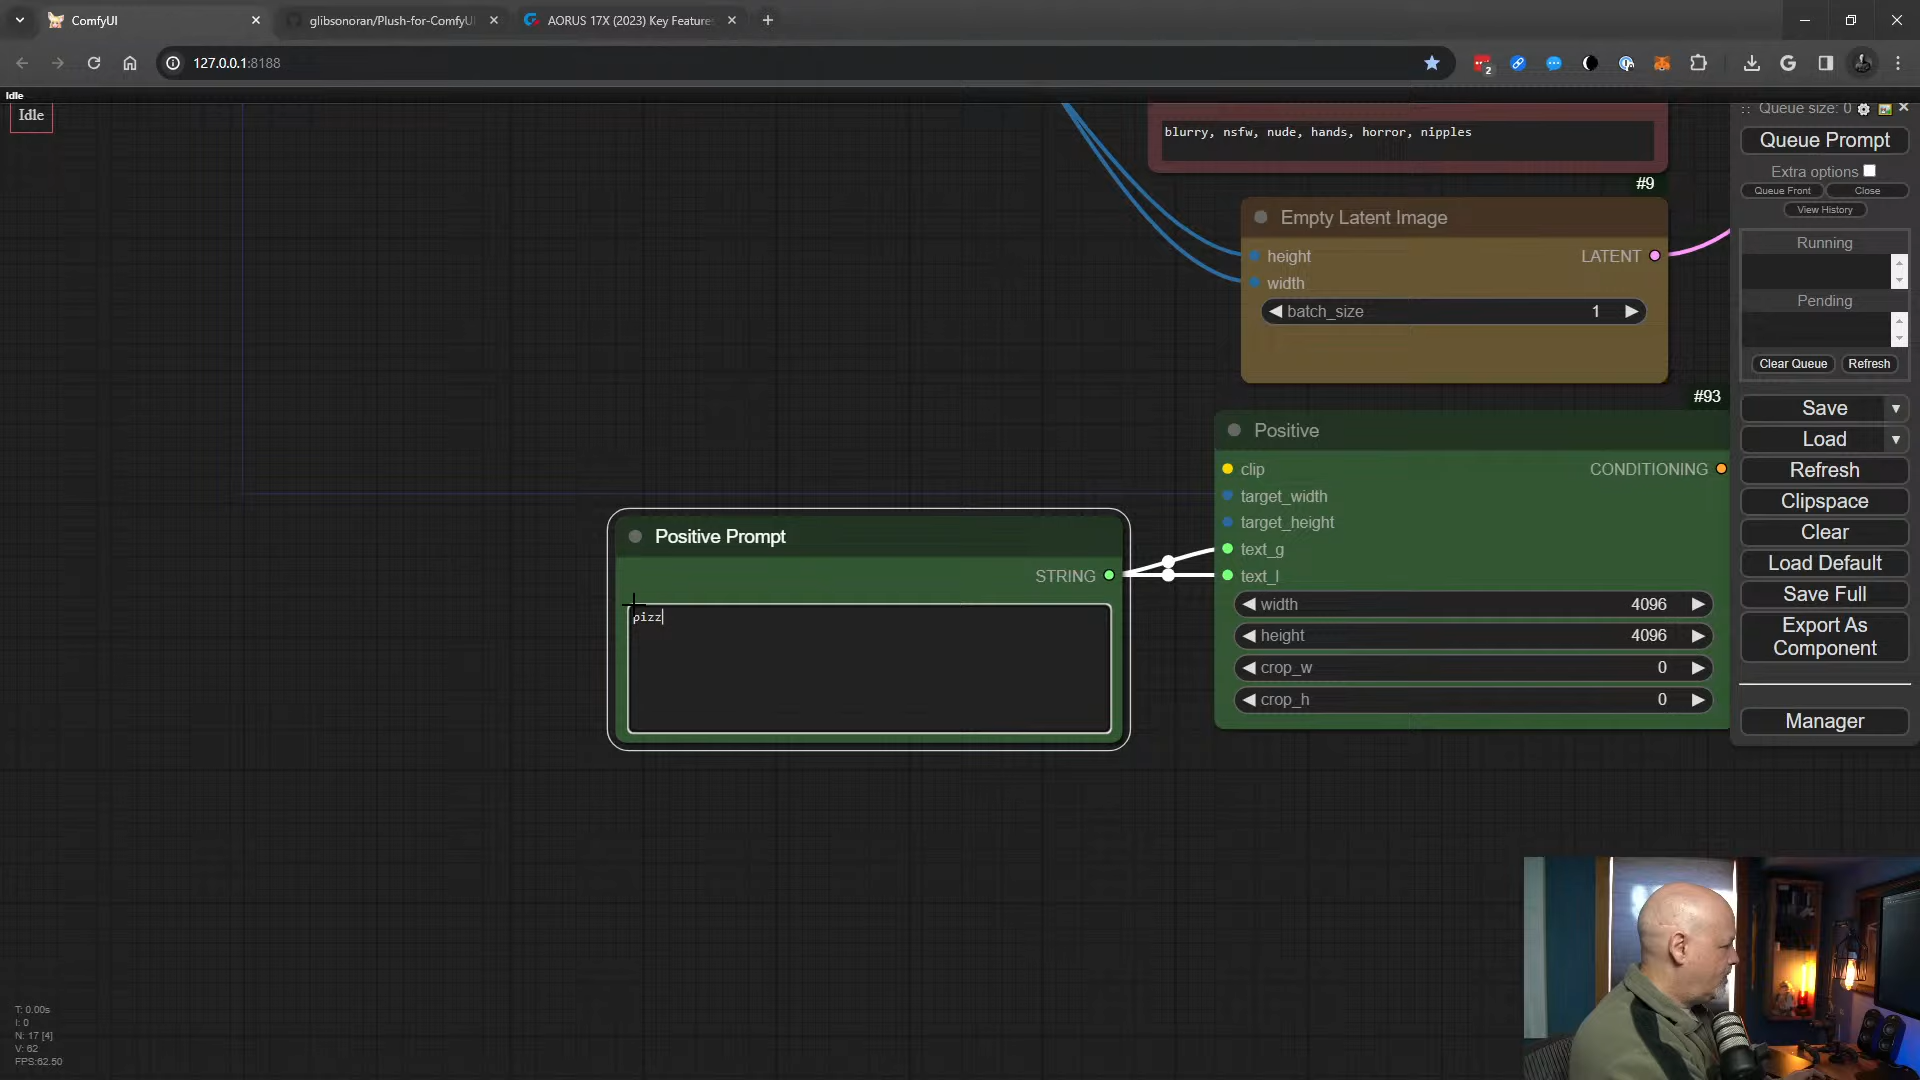 ComfyUI
glibsonoran/Plush-for-ComfyUI
AORUS 17X (2023) Key Feature
127.0.0.1:8188
2
Idle
Idle
Queue size: 0
blurry, nsfw, nude, hands, horror, nipples
Queue Prompt
Extra options
#9
Queue Front
Close
View History
Empty Latent Image
Running
height
LATENT
width
Pending
batch_size
1
Clear Queue
Refresh
#93
Save
Positive
Load
clip
CONDITIONING
Refresh
target_width
Clipspace
target_height
Clear
Positive Prompt
text_g
Load Default
STRING
text_l
Save Full
pizz
width
4096
Export As
Component
height
4096
crop_w
0
crop_h
0
Manager
T: 0.00s
I: 0
N: 17 [4]
V: 62
FPS:62.50